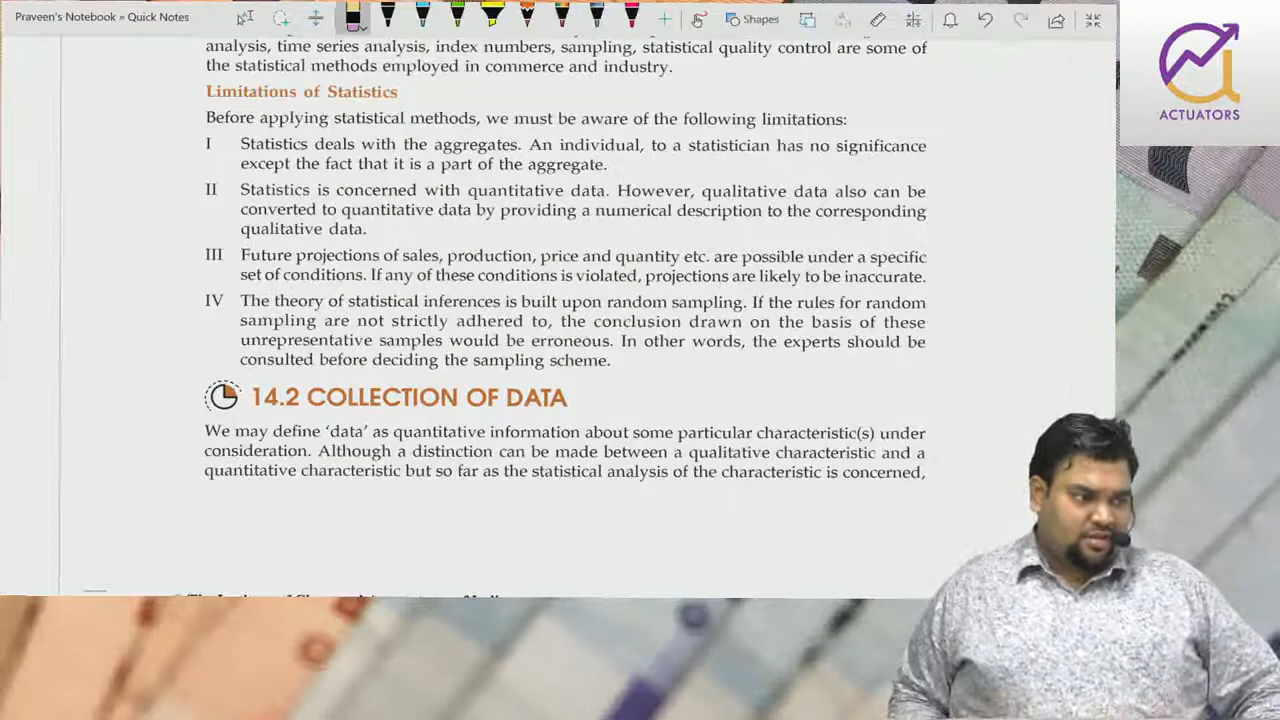 Praveen's Notebook » Quick Notes
Shapes
ACTUATORS
analysis, time series analysis, index numbers, sampling, statistical quality control are some of
the statistical methods employed in commerce and industry.
Limitations of Statistics
Before applying statistical methods, we must be aware of the following limitations:
I Statistics deals with the aggregates. An individual, to a statistician has no significance
except the fact that it is a part of the aggregate.
II Statistics is concerned with quantitative data. However, qualitative data also can be
converted to quantitative data by providing a numerical description to the corresponding
qualitative data.
III Future projections of sales, production, price and quantity etc. are possible under a specific
set of conditions. If any of these conditions is violated, projections are likely to be inaccurate.
IV The theory of statistical inferences is built upon random sampling. If the rules for random
sampling are not strictly adhered to, the conclusion drawn on the basis of these
unrepresentative samples would be erroneous. In other words, the experts should be
consulted before deciding the sampling scheme.
14.2 COLLECTION OF DATA
We may define 'data' as quantitative information about some particular characteristic(s) under
consideration. Although a distinction can be made between a qualitative characteristic and a
quantitative characteristic but so far as the statistical analysis of the characteristic is concerned,